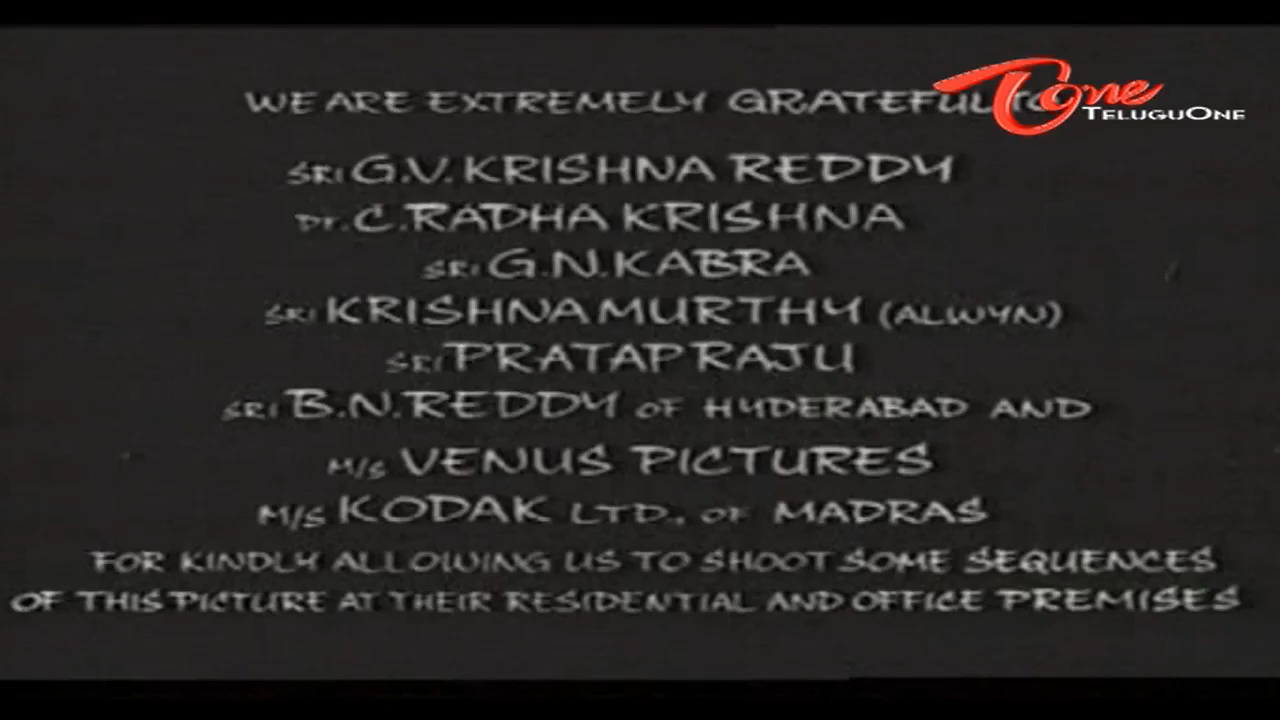 WE ARE EXTREMELY GRATEFUL TO
Tone
TELUGUONE
SRI G.V. KRISHNA REDDY
Dr. C. RADHA KRISHNA
SRI G.N. KABRA
SRI KRISHNAMURTHY (ALWYN)
SRI PRATAP RAJU
SRI B.N. REDDY OF HYDERABAD AND
M/S VENUS PICTURES
M/S KODAK LTD., OF MADRAS
FOR KINDLY ALLOWING US TO SHOOT SOME SEQUENCES
OF THIS PICTURE AT THEIR RESIDENTIAL AND OFFICE PREMISES